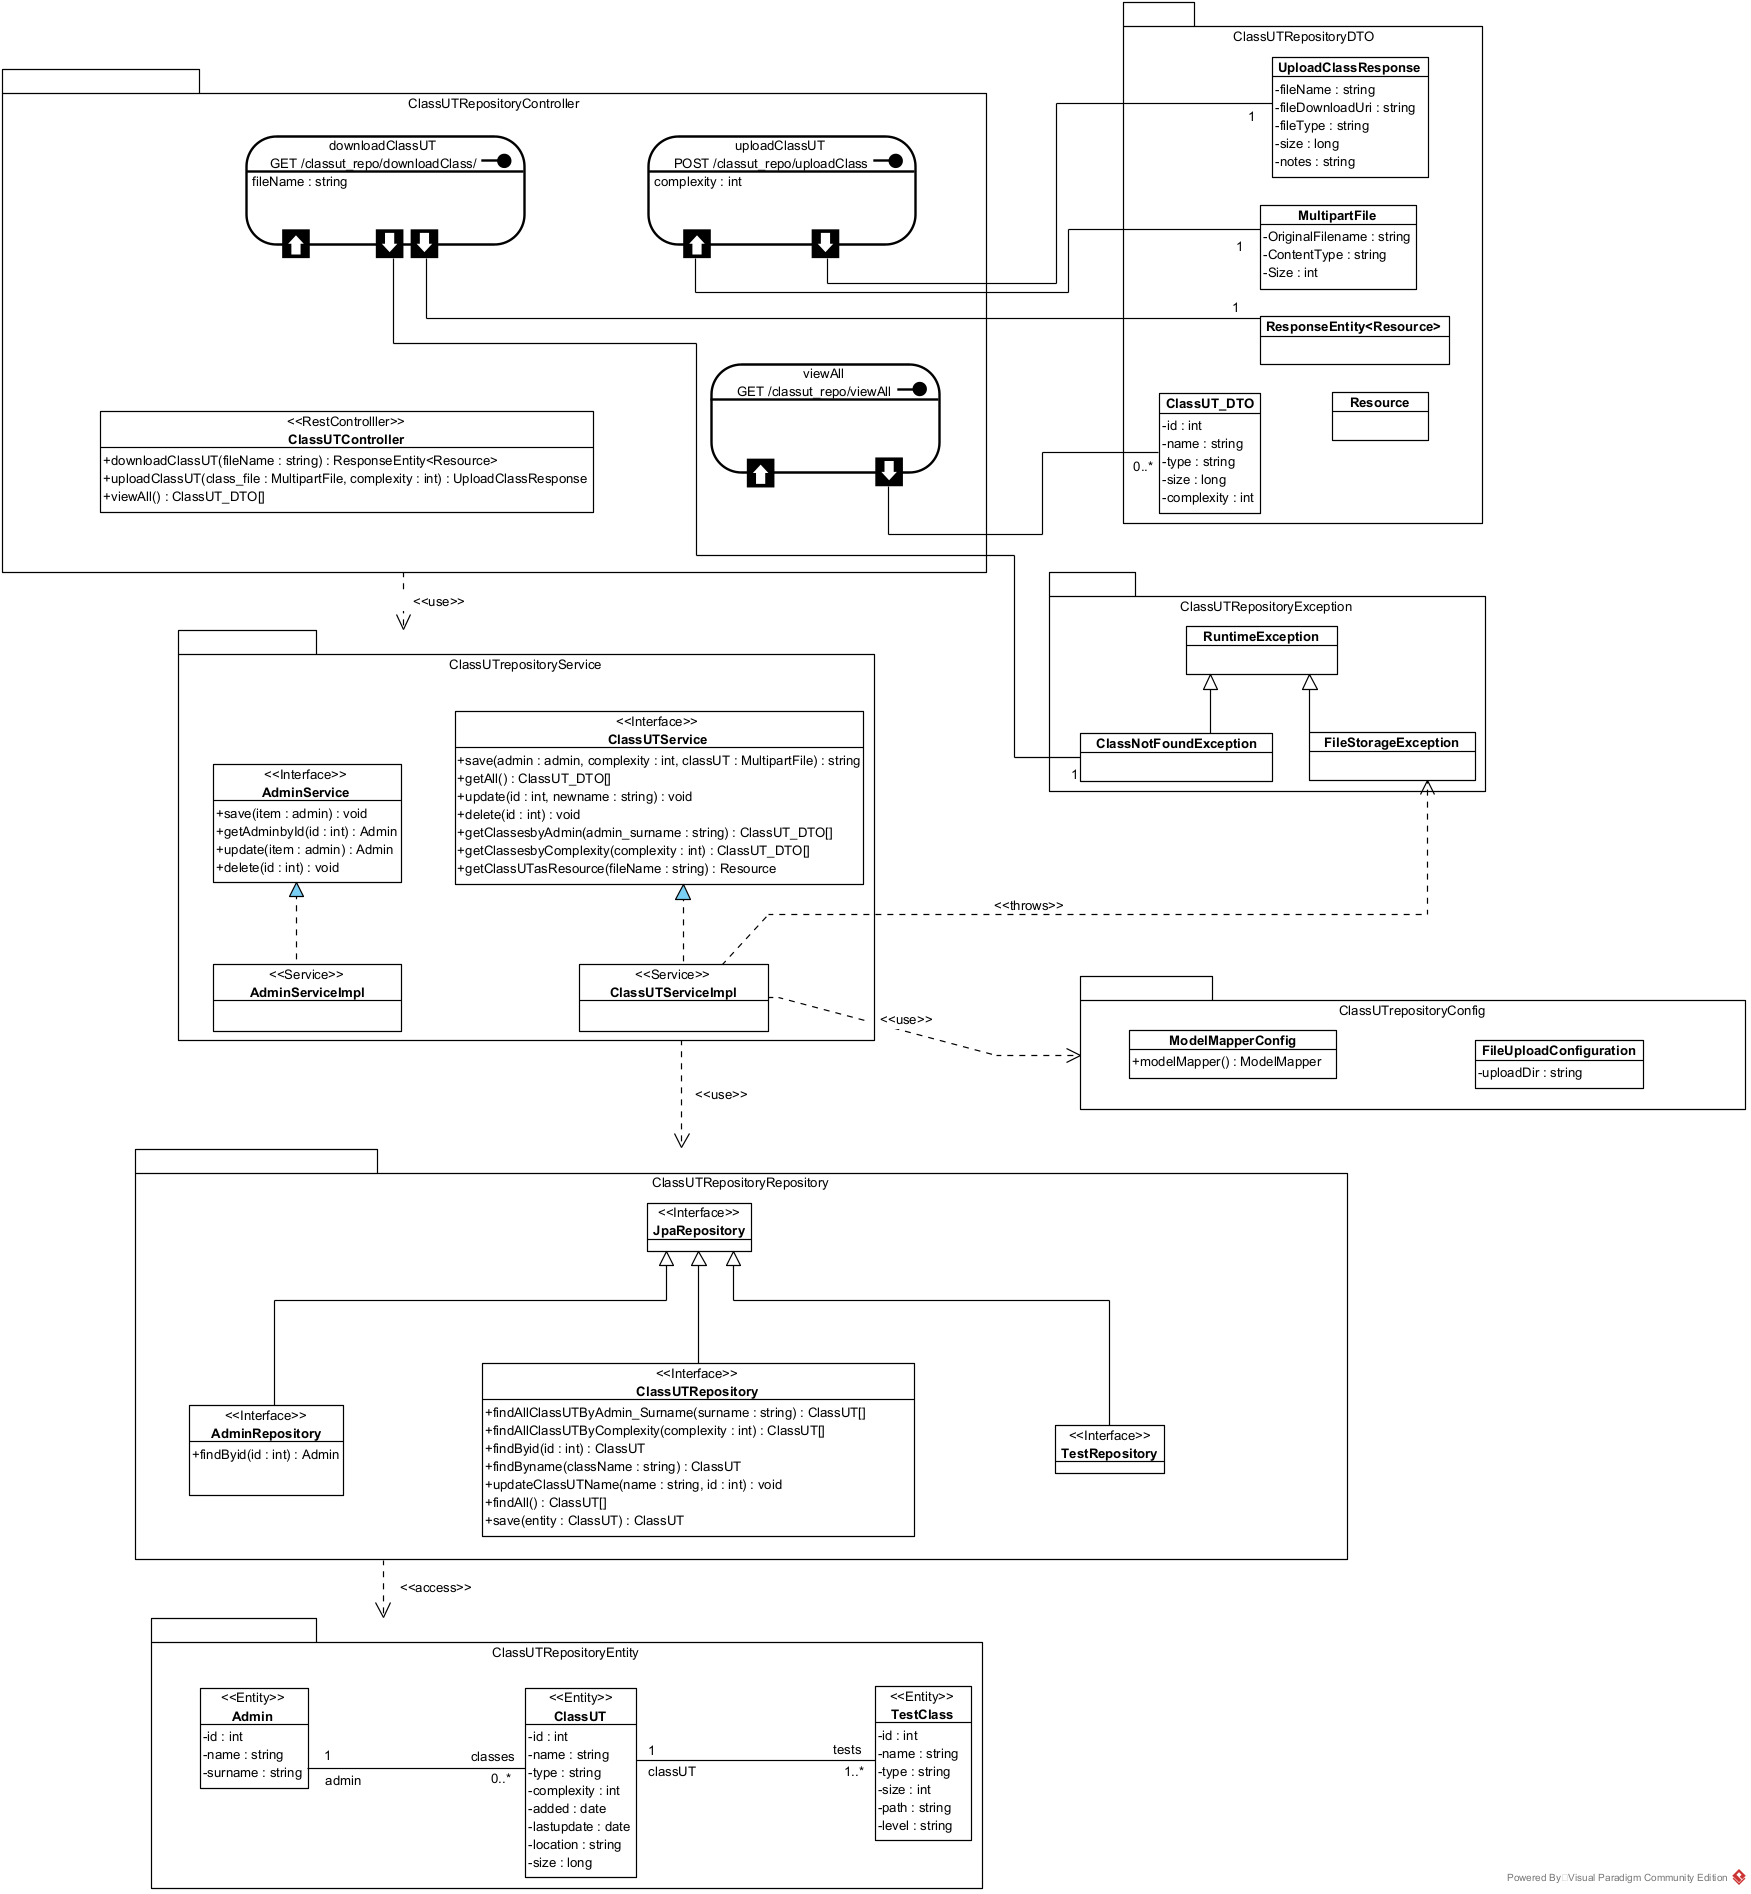 ClassUTRepositoryDTO
UploadClassResponse
-fileName : string
-fileDownloadUri : string
-fileType : string
-size : long
-notes : string
1
MultipartFile
-OriginalFilename : string
-ContentType : string
-Size : int
1
1
ResponseEntity<Resource>
Resource
ClassUT_DTO
-id : int
-name : string
-type : string
-size : long
-complexity : int
0..*
ClassUTRepositoryController
downloadClassUT
GET /classut_repo/downloadClass/
fileName : string
uploadClassUT
POST /classut_repo/uploadClass
complexity : int
viewAll
GET /classut_repo/viewAll
<<RestControlller>>
ClassUTController
+downloadClassUT(fileName : string) : ResponseEntity<Resource>
+uploadClassUT(class_file : MultipartFile, complexity : int) : UploadClassResponse
+viewAll() : ClassUT_DTO[]
<<use>>
ClassUTRepositoryException
RuntimeException
ClassNotFoundException
FileStorageException
1
ClassUTrepositoryService
<<Interface>>
AdminService
+save(item : admin) : void
+getAdminbyId(id : int) : Admin
+update(item : admin) : Admin
+delete(id : int) : void
<<Interface>>
ClassUTService
+save(admin : admin, complexity : int, classUT : MultipartFile) : string
+getAll() : ClassUT_DTO[]
+update(id : int, newname : string) : void
+delete(id : int) : void
+getClassesbyAdmin(admin_surname : string) : ClassUT_DTO[]
+getClassesbyComplexity(complexity : int) : ClassUT_DTO[]
+getClassUTasResource(fileName : string) : Resource
<<throws>>
<<Service>>
AdminServiceImpl
<<Service>>
ClassUTServiceImpl
<<use>>
ClassUTrepositoryConfig
ModelMapperConfig
+modelMapper() : ModelMapper
FileUploadConfiguration
-uploadDir : string
<<use>>
ClassUTRepositoryRepository
<<Interface>>
JpaRepository
<<Interface>>
AdminRepository
+findByid(id : int) : Admin
<<Interface>>
ClassUTRepository
+findAllClassUTByAdmin_Surname(surname : string) : ClassUT[]
+findAllClassUTByComplexity(complexity : int) : ClassUT[]
+findByid(id : int) : ClassUT
+findByname(className : string) : ClassUT
+updateClassUTName(name : string, id : int) : void
+findAll() : ClassUT[]
+save(entity : ClassUT) : ClassUT
<<Interface>>
TestRepository
<<access>>
ClassUTRepositoryEntity
<<Entity>>
Admin
-id : int
-name : string
-surname : string
1
admin
classes
0..*
<<Entity>>
ClassUT
-id : int
-name : string
-type : string
-complexity : int
-added : date
-lastupdate : date
-location : string
-size : long
1
classUT
tests
1..*
<<Entity>>
TestClass
-id : int
-name : string
-type : string
-size : int
-path : string
-level : string
Powered By Visual Paradigm Community Edition